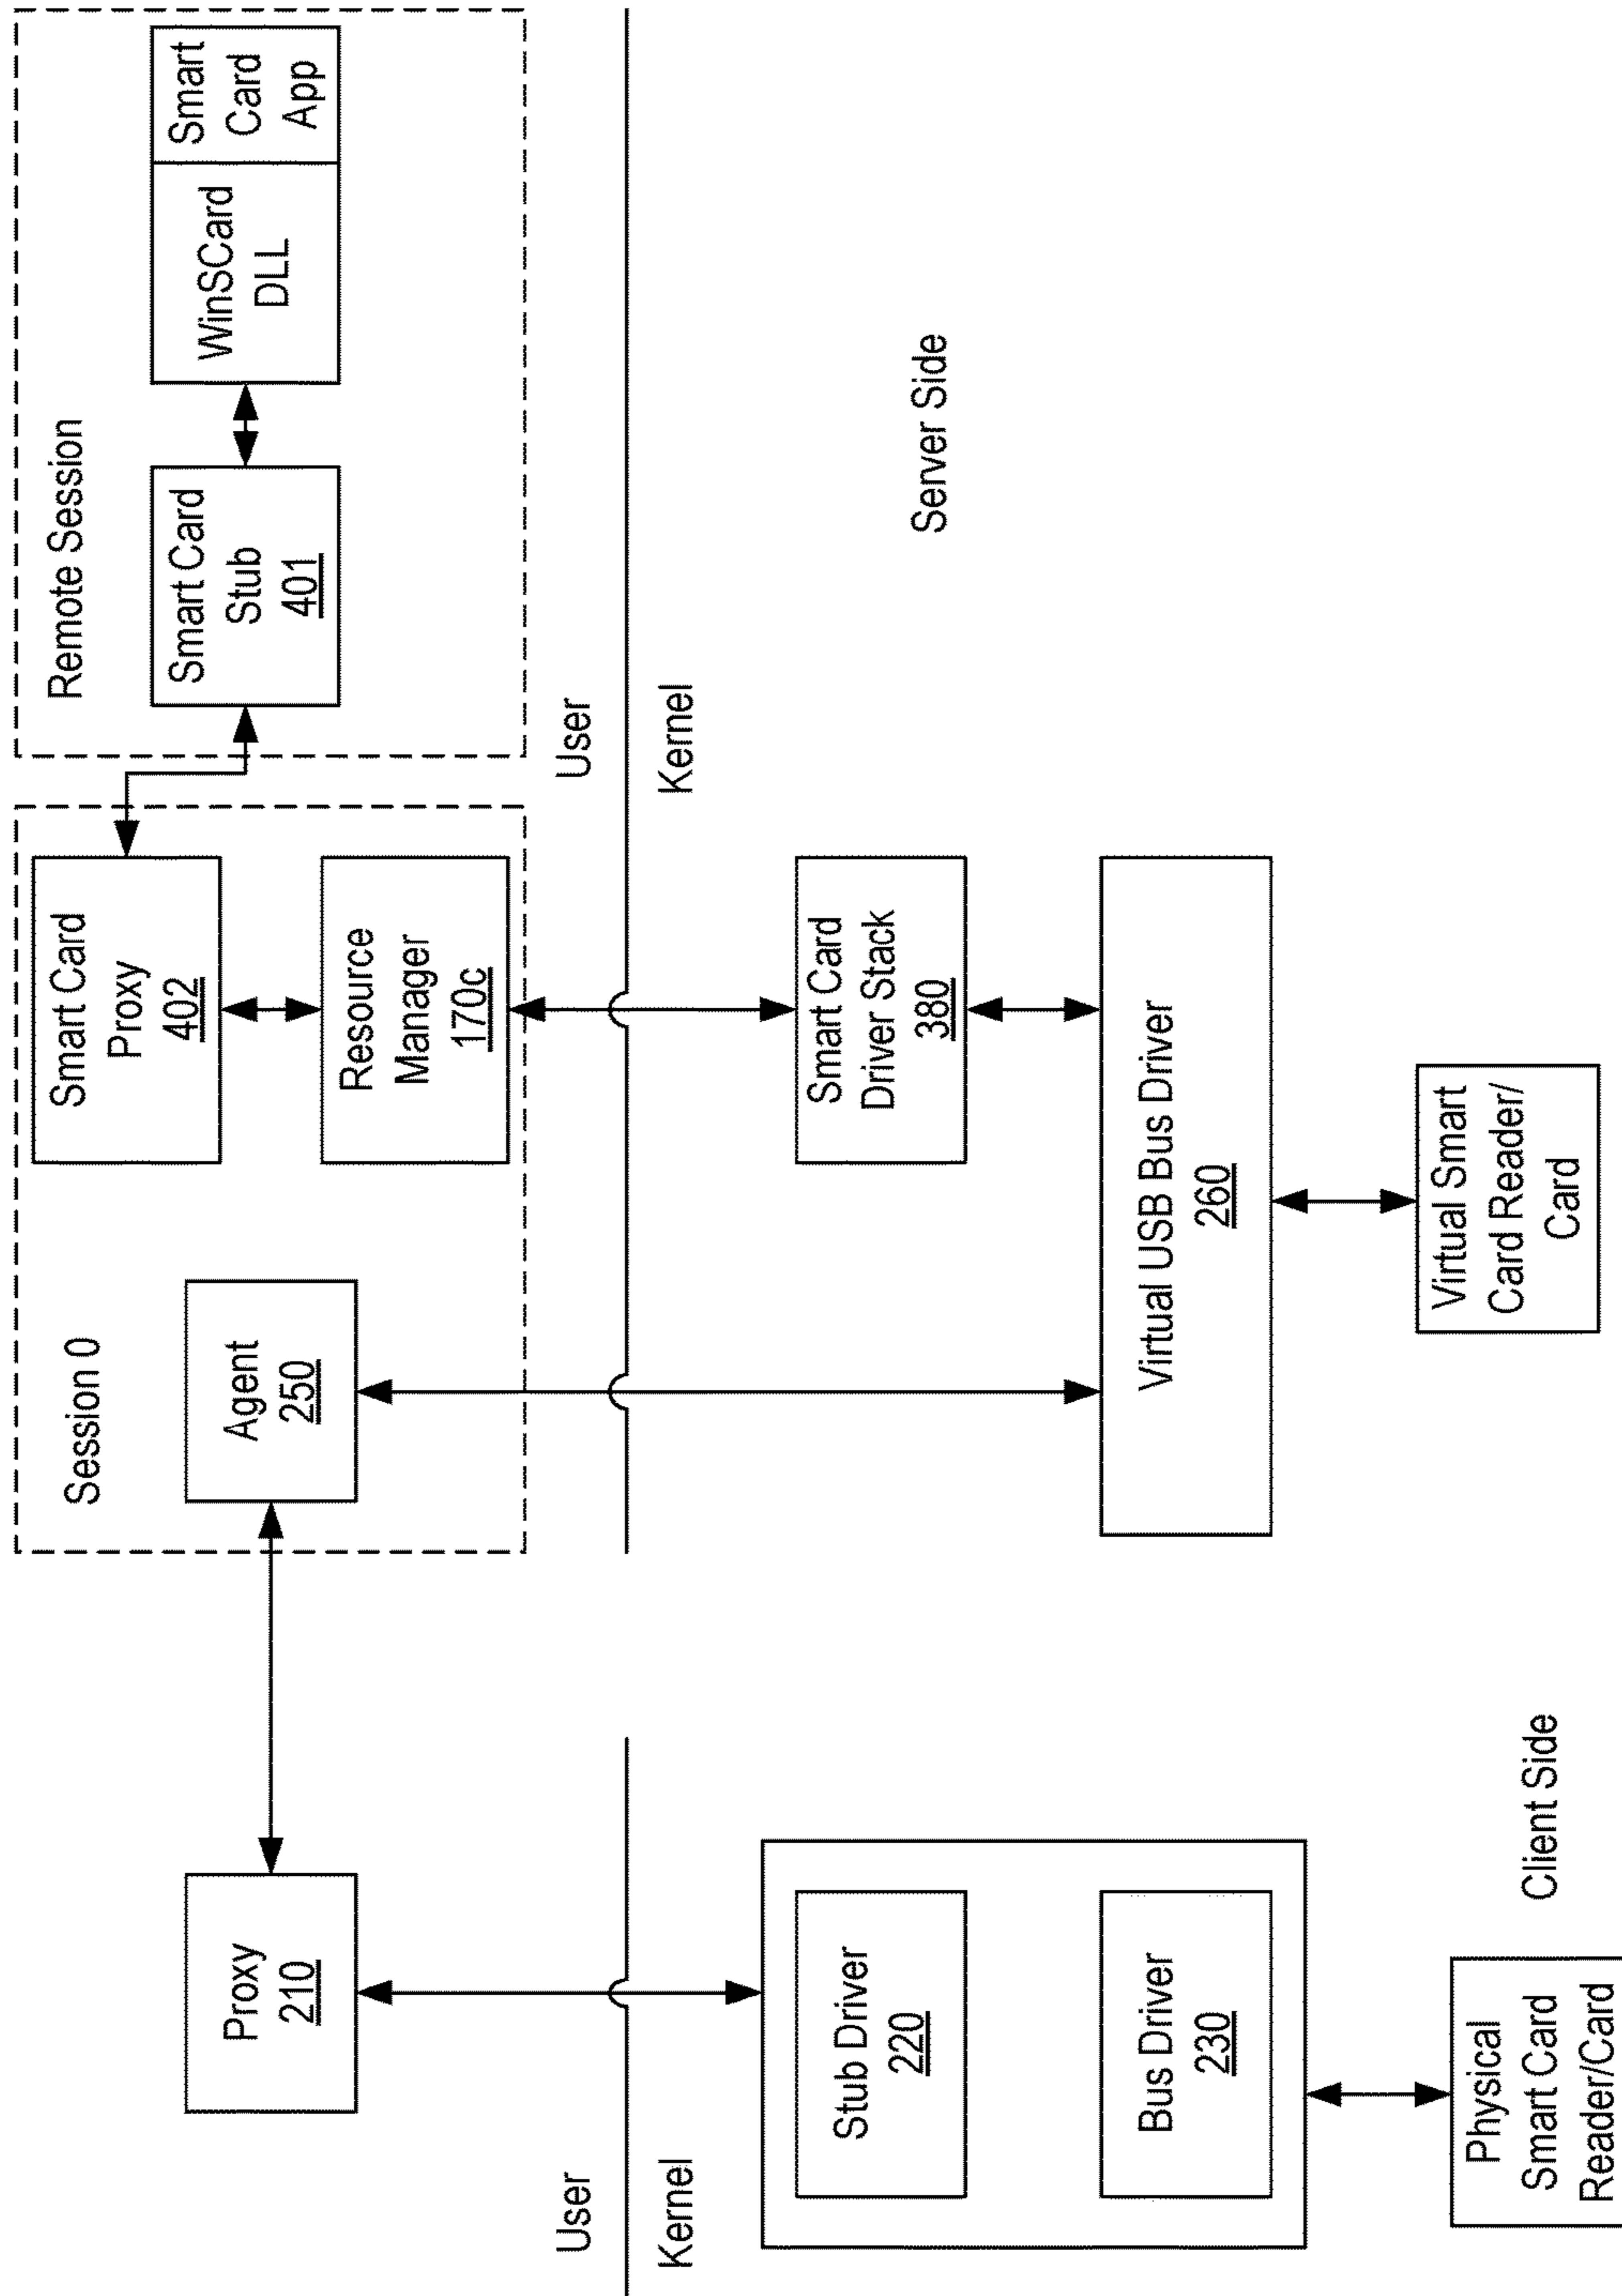 Remote Session
Smart Card
Stub
401
WinSCard
DLL
Smart
Card
App
Session 0
Smart Card
Proxy
402
Resource
Manager
170c
Agent
250
Proxy
210
User
Kernel
User
Kernel
Stub Driver
220
Bus Driver
230
Physical
Smart Card
Reader/Card
Client Side
Smart Card
Driver Stack
380
Virtual USB Bus Driver
260
Virtual Smart
Card Reader/
Card
Server Side